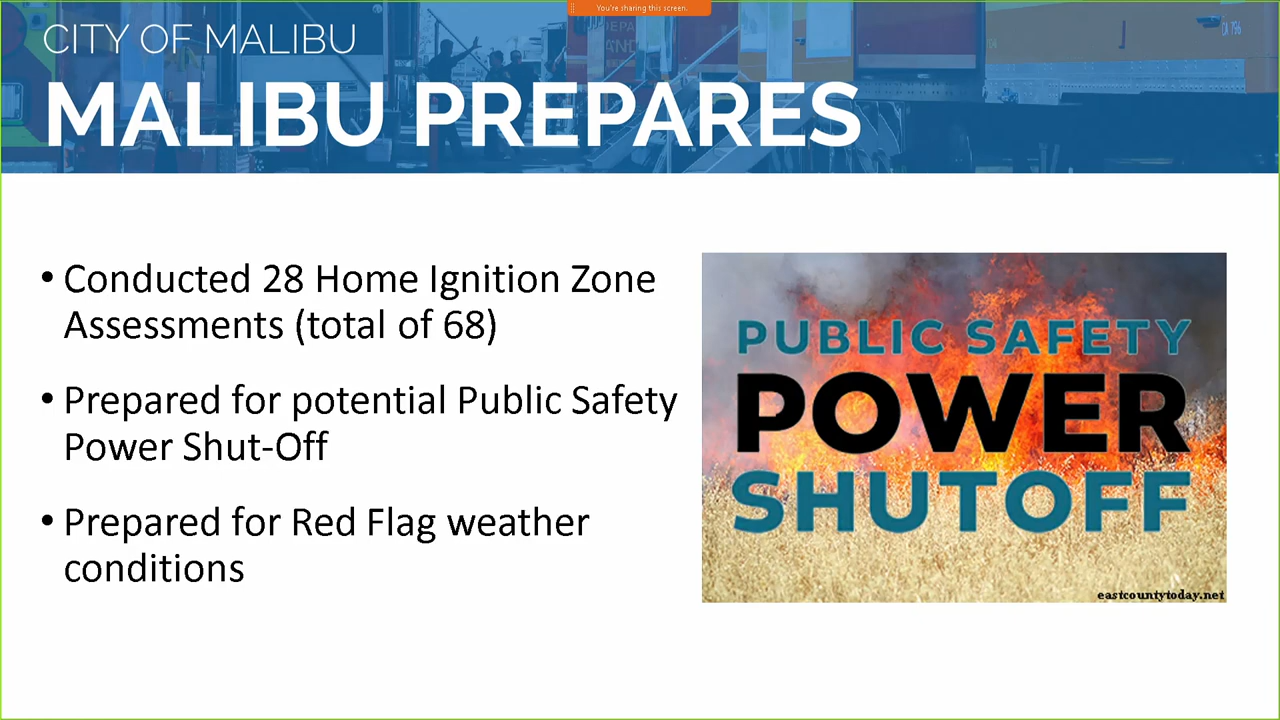 You're sharing this screen.
CITY OF MALIBU
MALIBU PREPARES
• Conducted 28 Home Ignition Zone
Assessments (total of 68)
• Prepared for potential Public Safety
Power Shut-Off
• Prepared for Red Flag weather
conditions
PUBLIC SAFETY
POWER
SHUTOFF
eastcountytoday.net